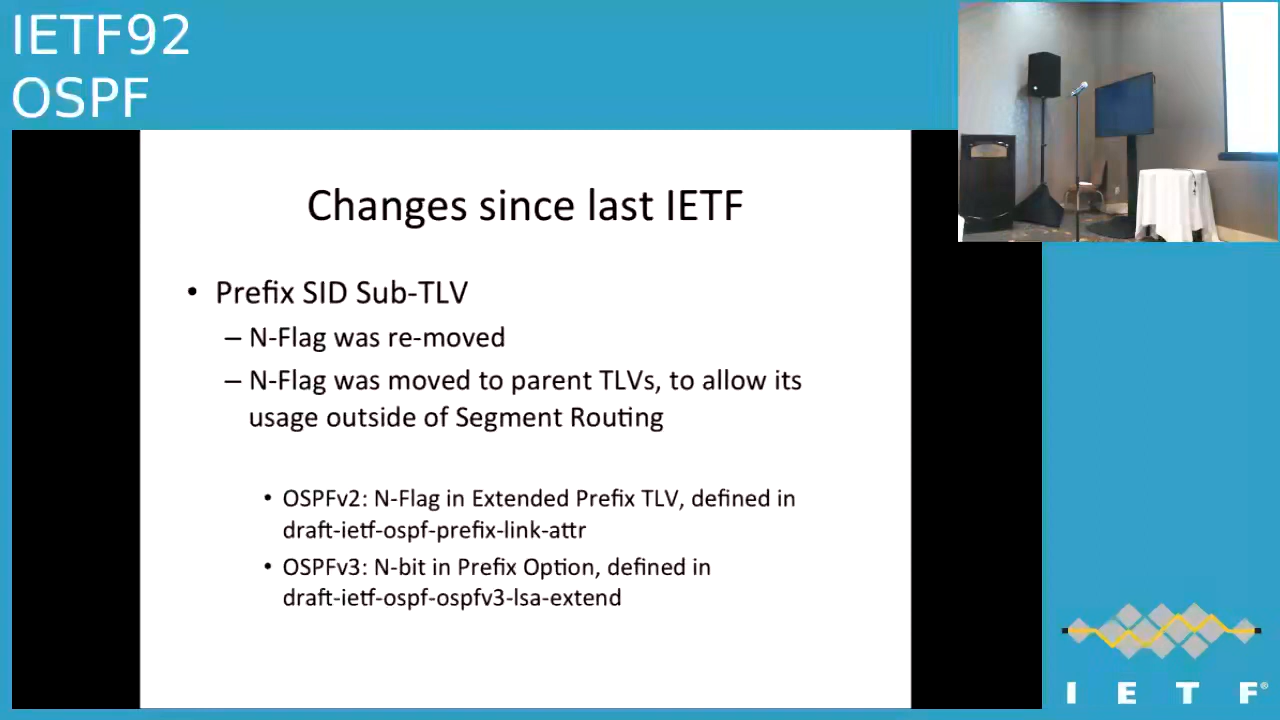 IETF92
OSPF
Changes since last IETF
• Prefix SID Sub-TLV
– N-Flag was re-moved
– N-Flag was moved to parent TLVs, to allow its
usage outside of Segment Routing
• OSPFv2: N-Flag in Extended Prefix TLV, defined in
draft-ietf-ospf-prefix-link-attr
• OSPFv3: N-bit in Prefix Option, defined in
draft-ietf-ospf-ospfv3-lsa-extend
I E T F®